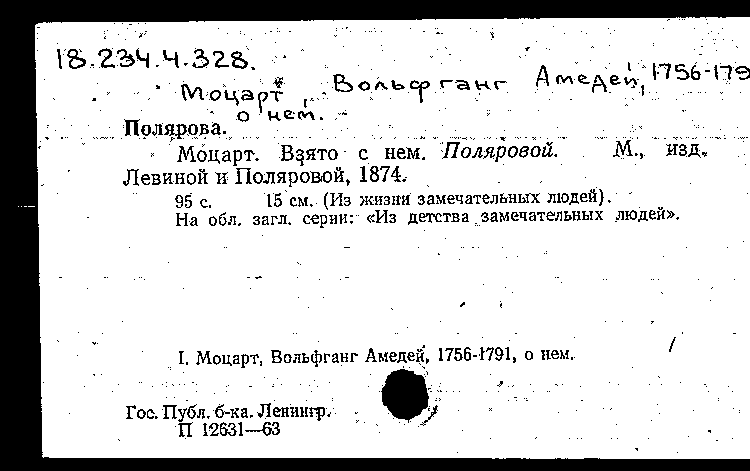 18.234.4.328.
Моцарт, Вольфганг Амедей, 1756-179
о нем.
Полярова.
Моцарт. Взято с нем. Поляровой. М., изд.
Левиной и Поляровой, 1874.
95 с. 15 см. (Из жизни замечательных людей).
На обл. загл. серии: «Из детства замечательных людей».
I. Моцарт, Вольфганг Амедей, 1756-1791, о нем.
Гос. Публ. б-ка. Ленингр.
П 12631—63